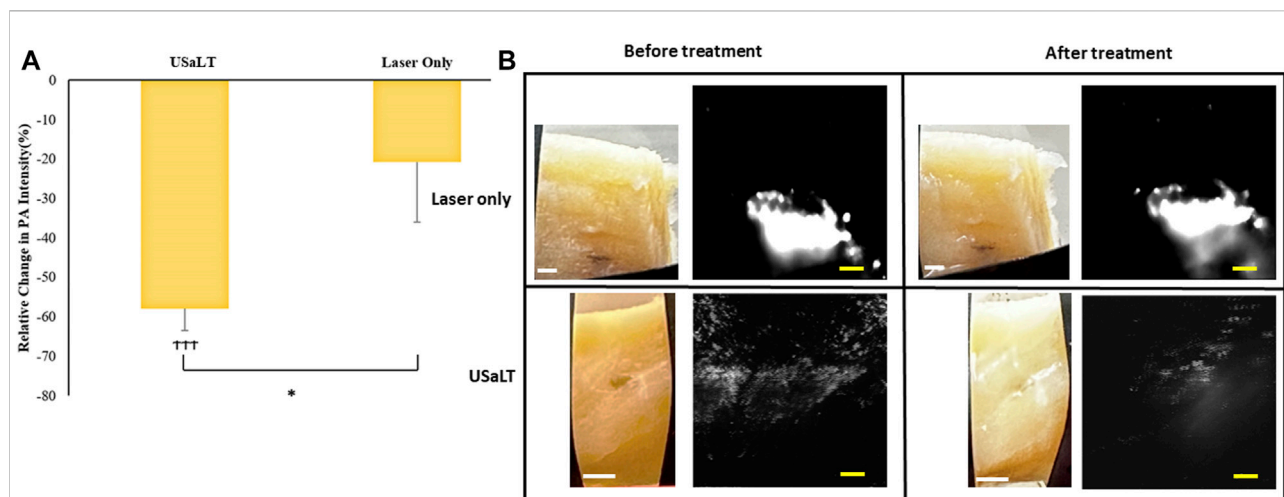 A
USaLT
Laser Only
Relative Change in PA Intensity(%)
0
-10
-20
-30
-40
-50
-60
-70
-80
†††
*
B
Before treatment
After treatment
Laser only
USaLT